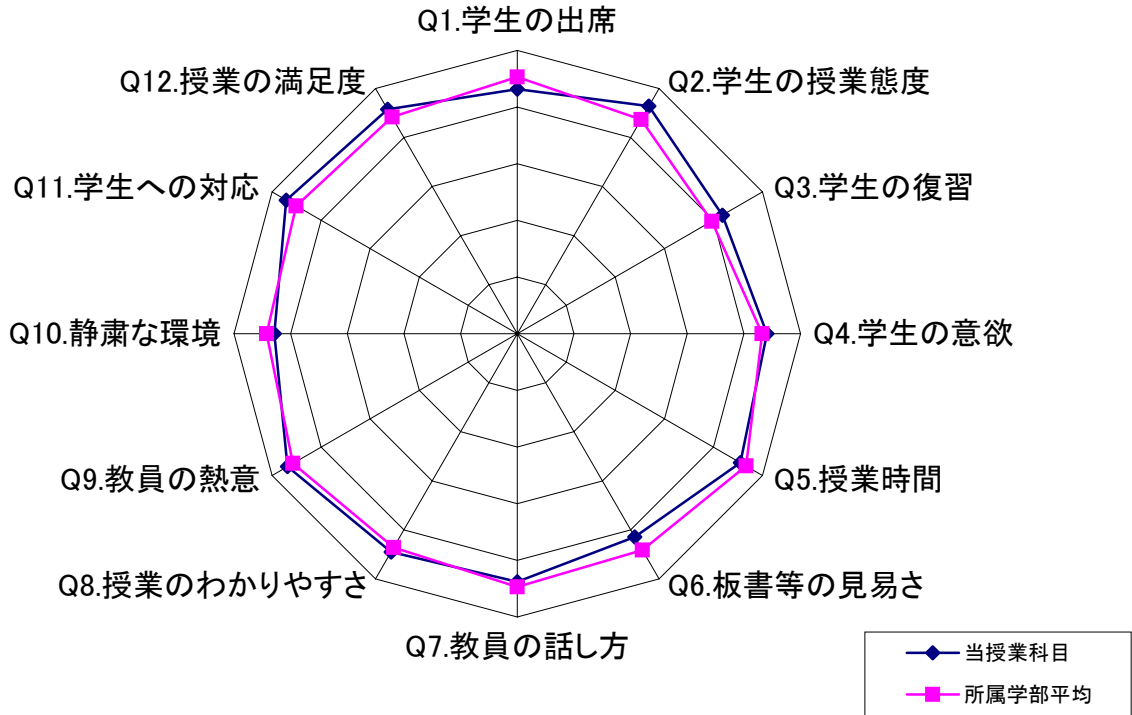 Q1.学生の出席
Q2.学生の授業態度
Q3.学生の復習
Q4.学生の意欲
Q5.授業時間
Q6.板書等の見易さ
Q7.教員の話し方
Q8.授業のわかりやすさ
Q9.教員の熱意
Q10.静粛な環境
Q11.学生への対応
Q12.授業の満足度
当授業科目
所属学部平均